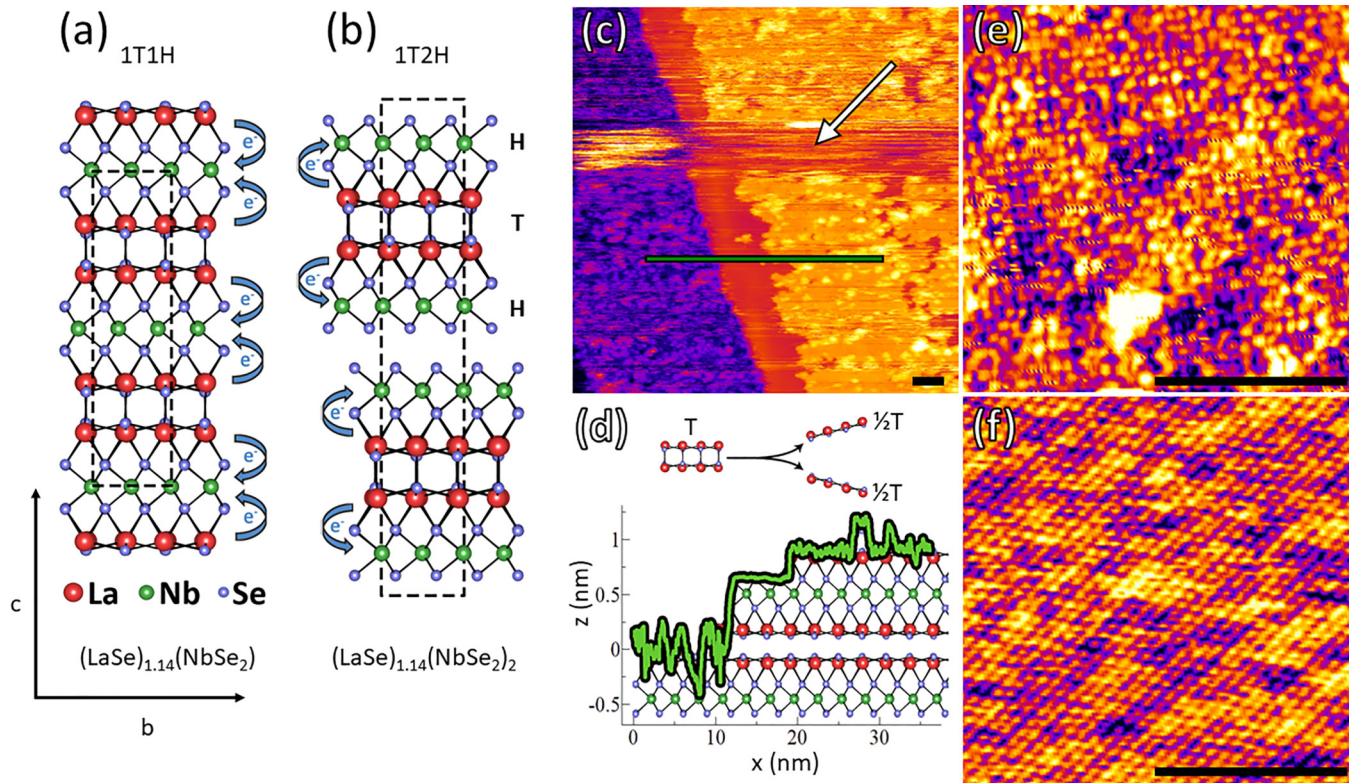 (a)
1T1H
e⁻
e⁻
e⁻
e⁻
e⁻
e⁻
La Nb Se
(LaSe)₁.₁₄(NbSe₂)
c
b
(b)
1T2H
H
T
H
e⁻
e⁻
e⁻
e⁻
(LaSe)₁.₁₄(NbSe₂)₂
(c)
(d)
T
½T
½T
z (nm)
1
0.5
0
-0.5
0 10 20 30
x (nm)
(e)
(f)